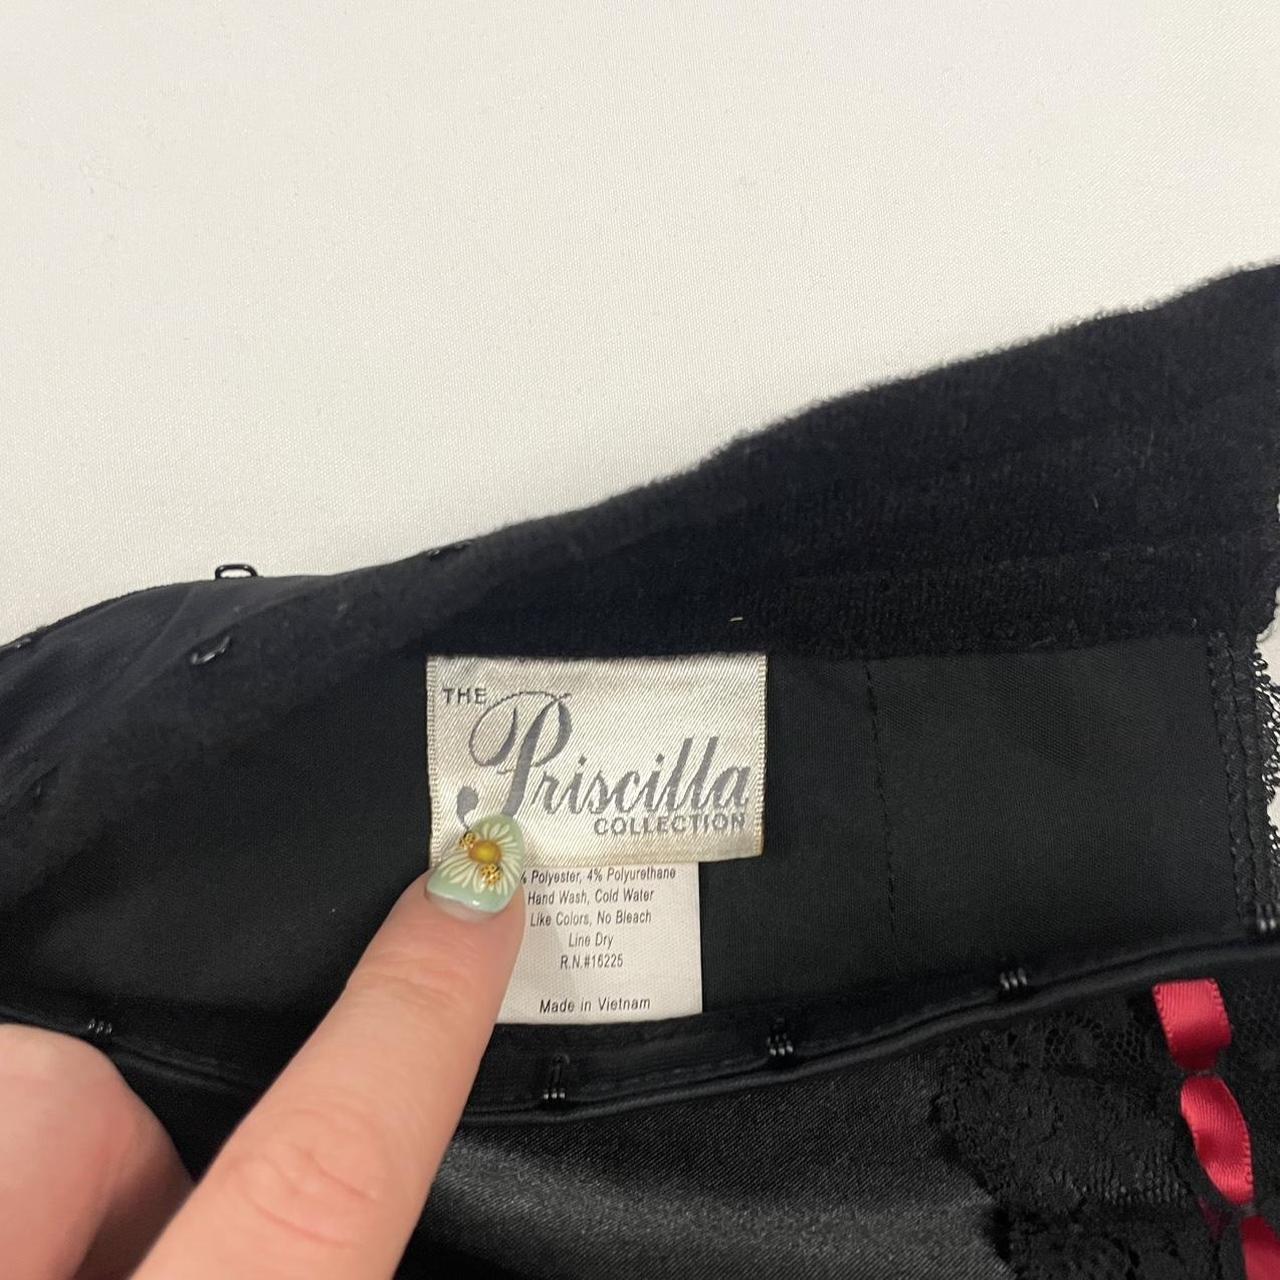 THE
Priscilla
COLLECTION
% Polyester, 4% Polyurethane
Hand Wash, Cold Water
Like Colors, No Bleach
Line Dry
R.N.#16225
Made in Vietnam